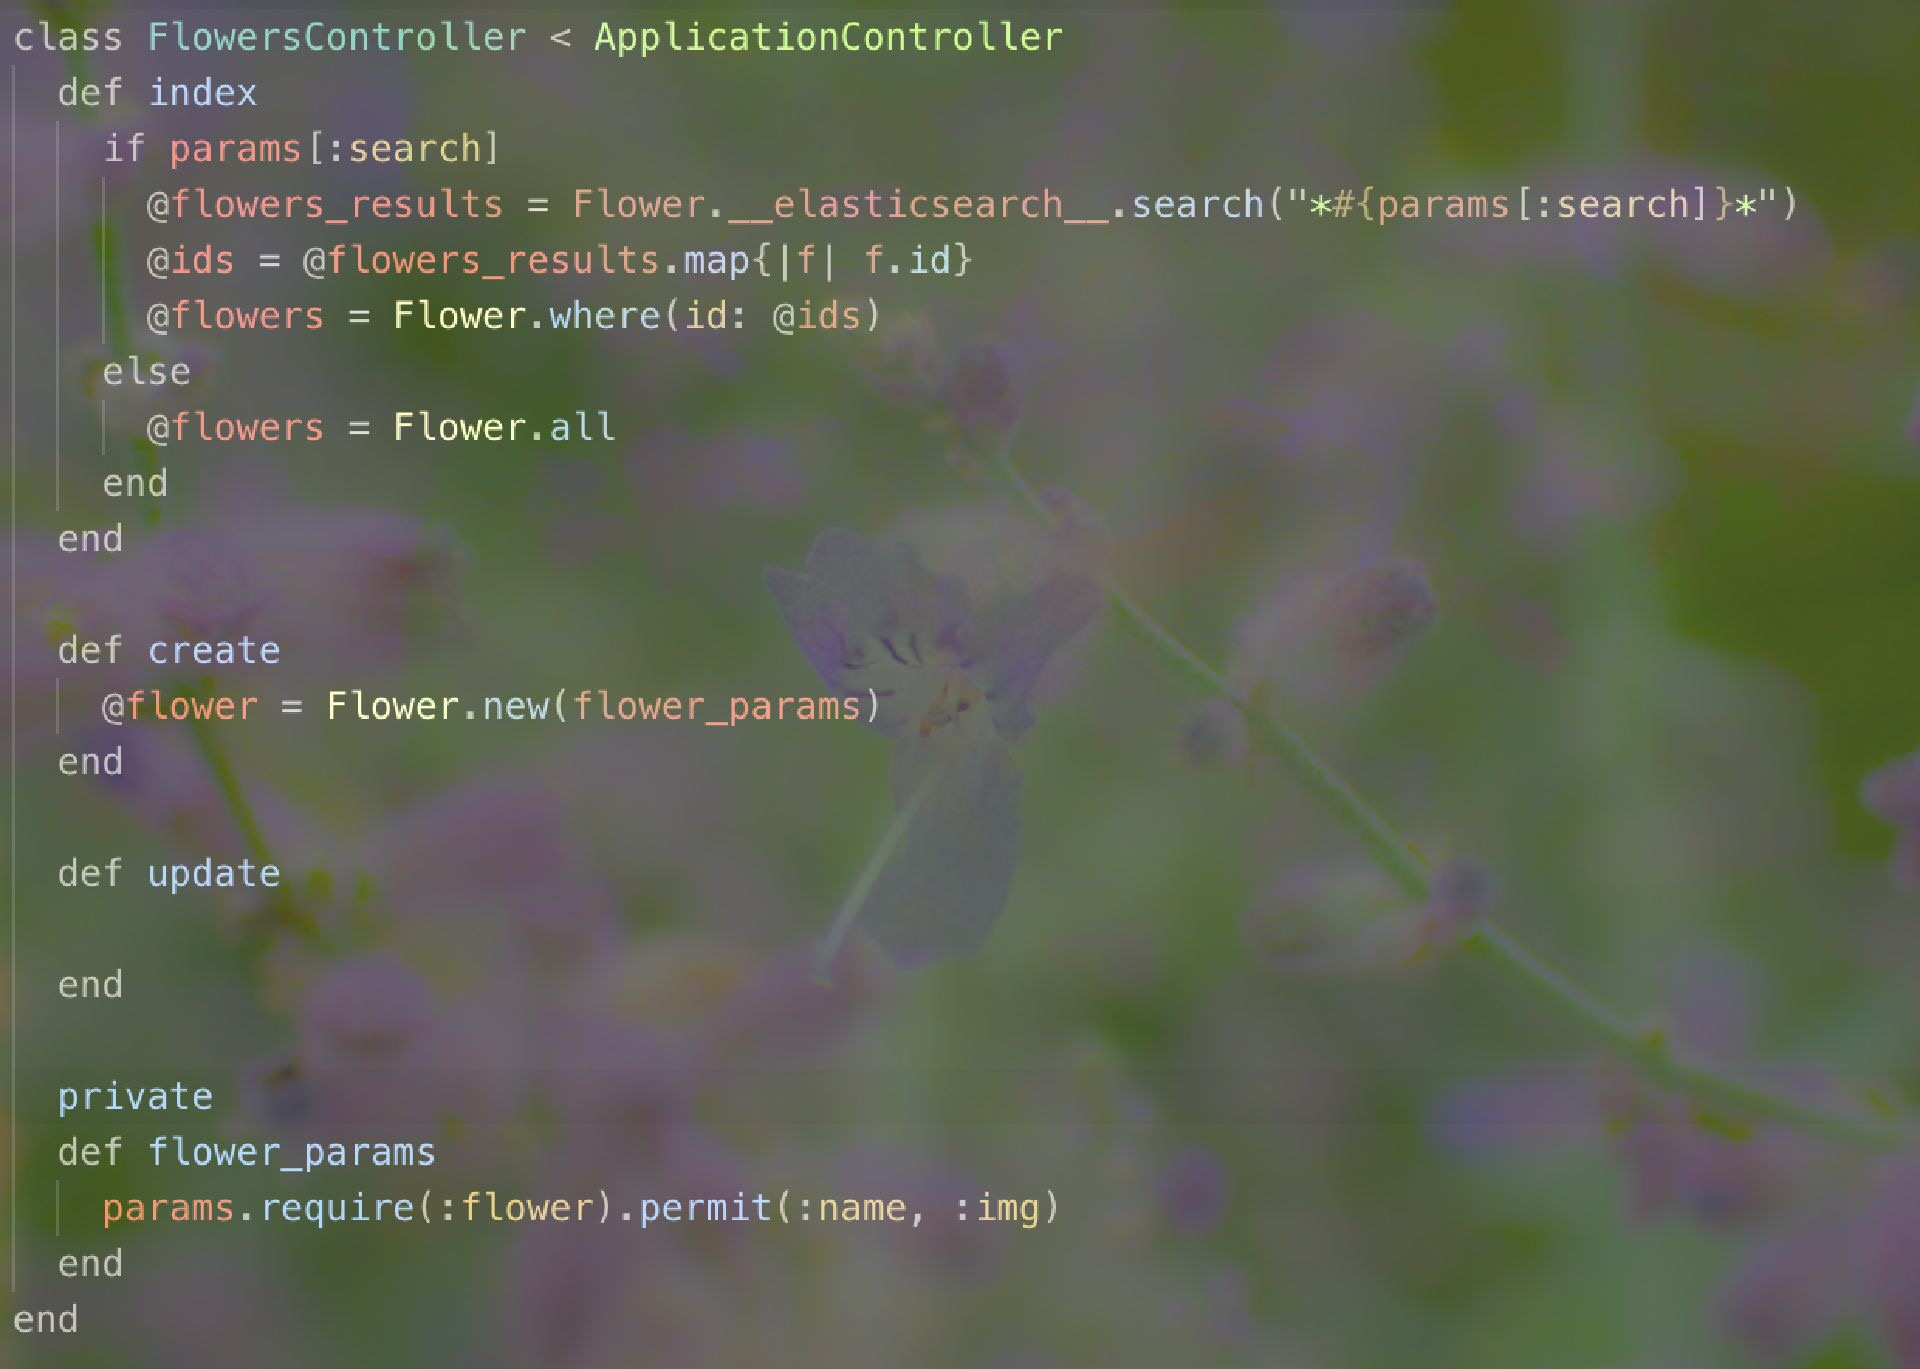 class FlowersController < ApplicationController
  def index
    if params[:search]
      @flowers_results = Flower.__elasticsearch__.search("*#{params[:search]}*")
      @ids = @flowers_results.map{|f| f.id}
      @flowers = Flower.where(id: @ids)
    else
      @flowers = Flower.all
    end
  end

  def create
    @flower = Flower.new(flower_params)
  end

  def update

  end

  private
  def flower_params
    params.require(:flower).permit(:name, :img)
  end
end